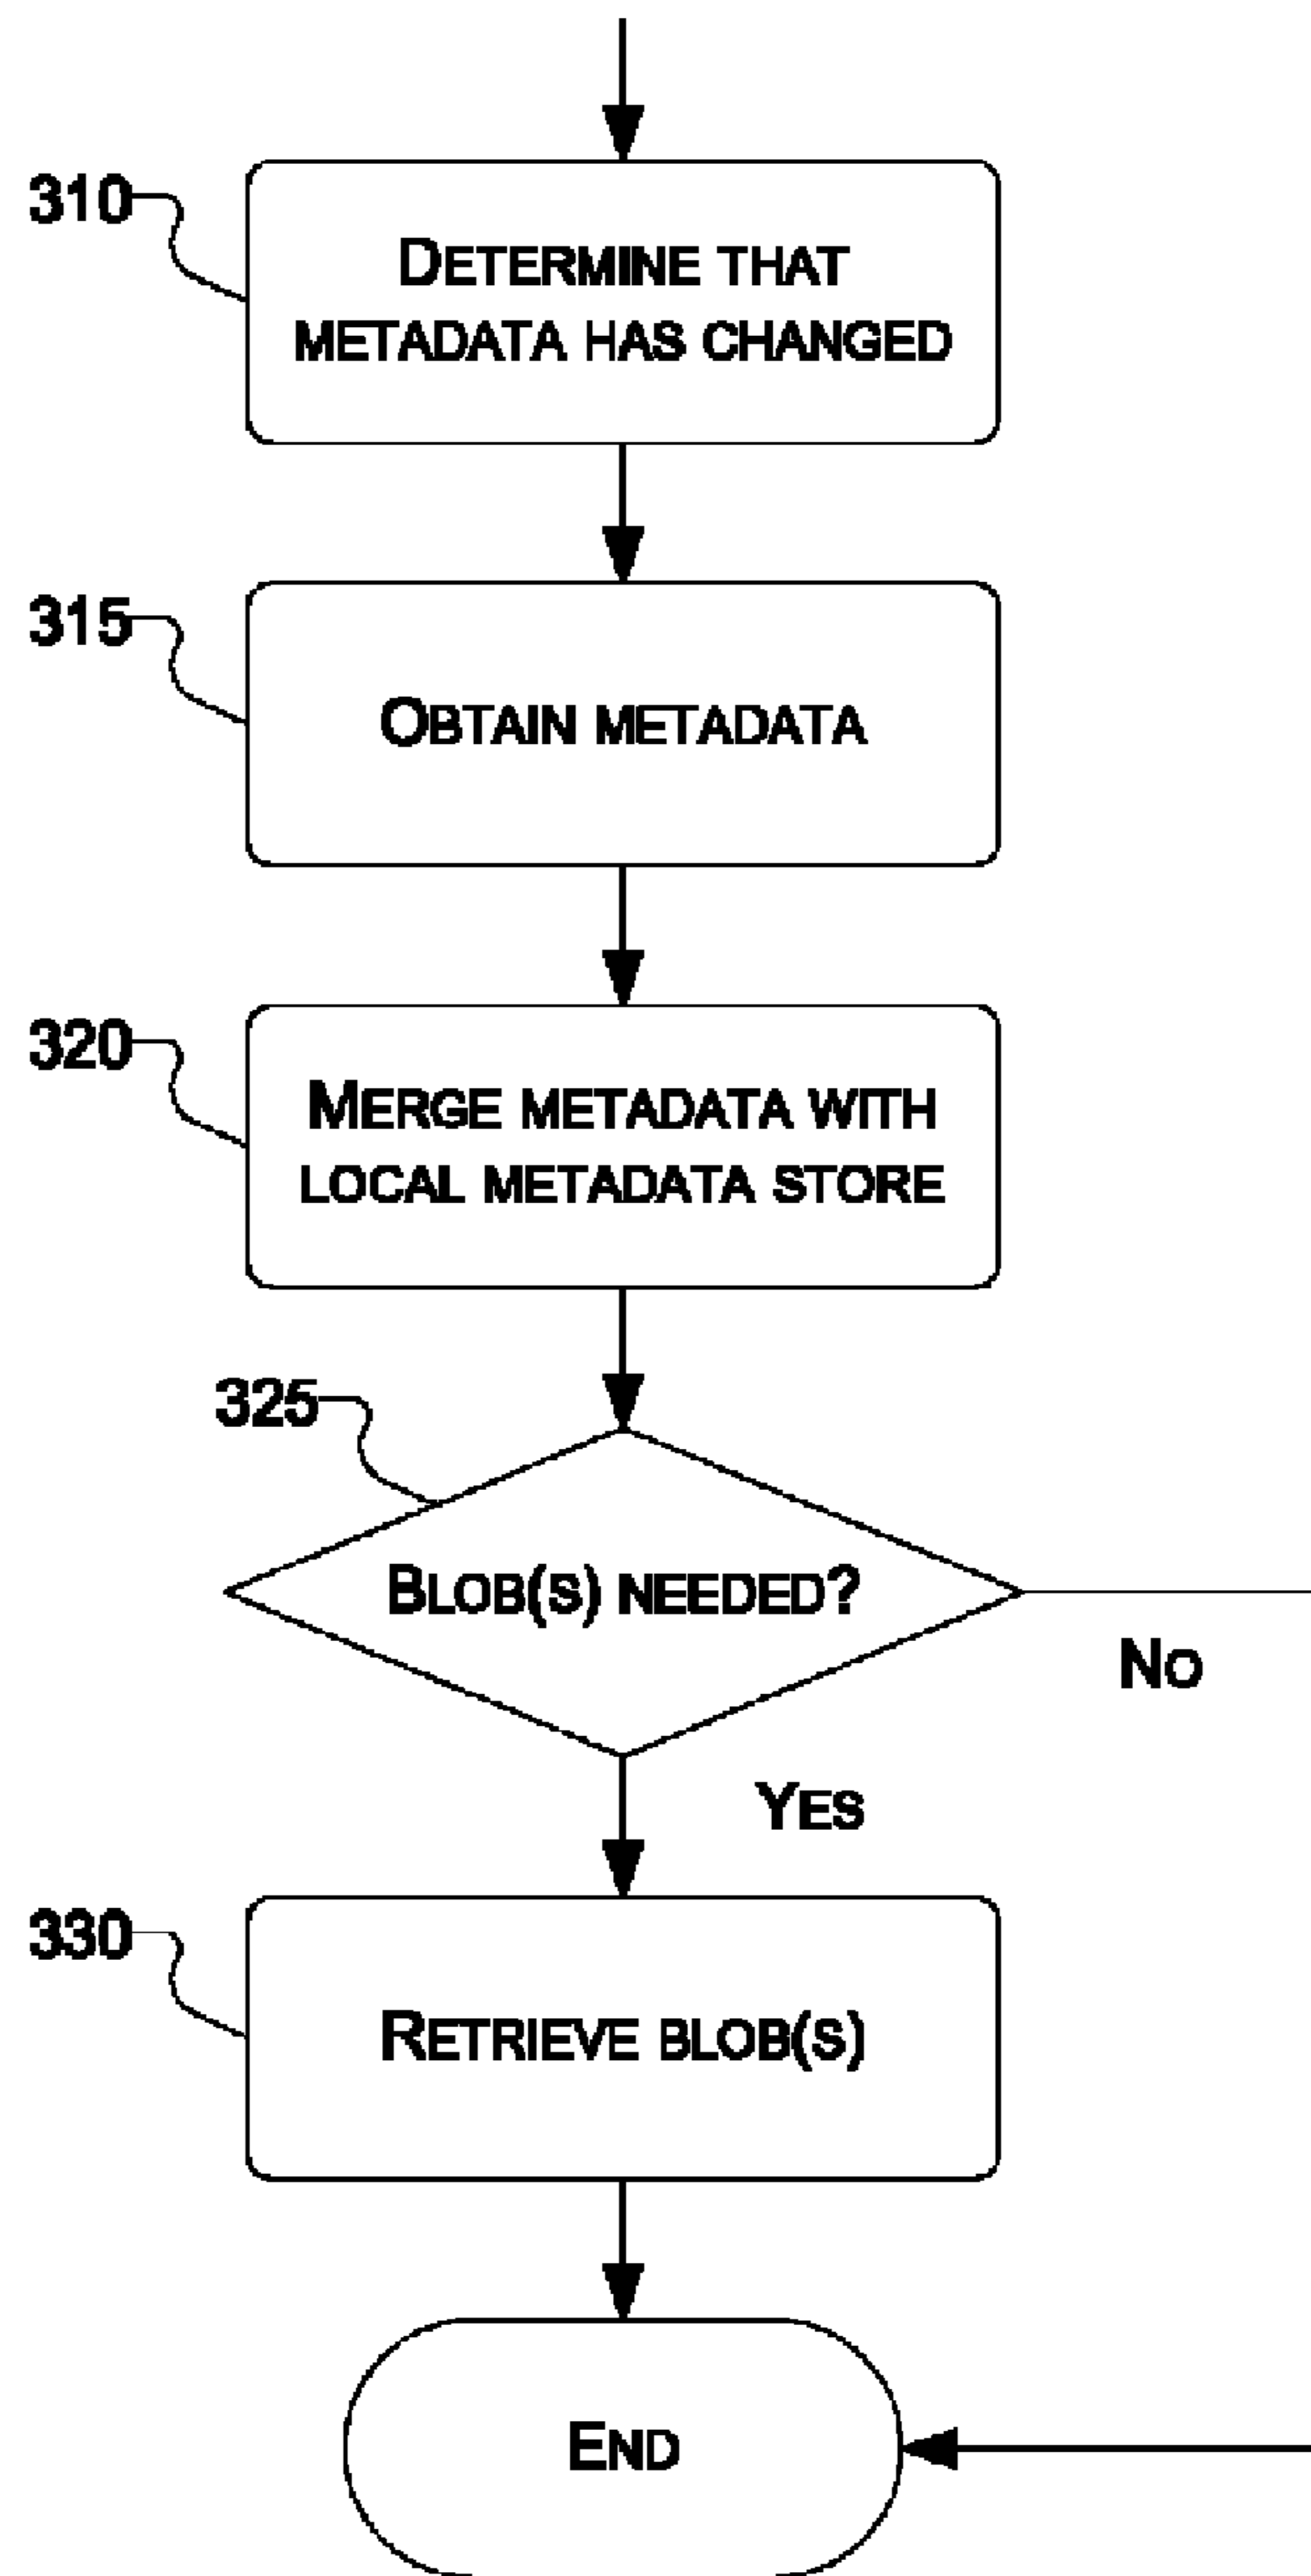 310
DETERMINE THAT
METADATA HAS CHANGED
315
OBTAIN METADATA
320
MERGE METADATA WITH
LOCAL METADATA STORE
325
BLOB(S) NEEDED?
NO
YES
330
RETRIEVE BLOB(S)
END